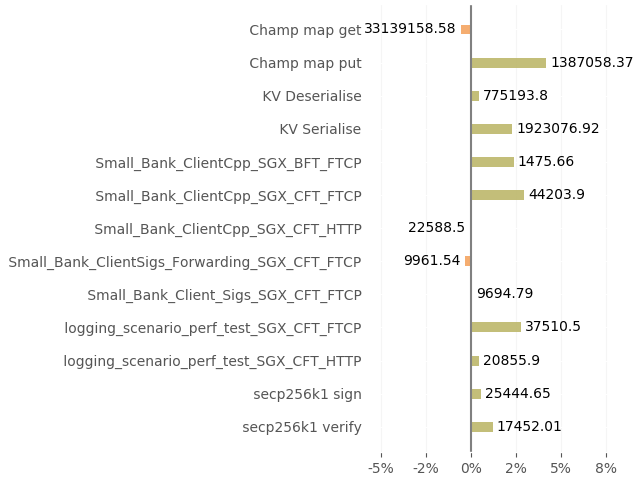 Champ map get 33139158.58
Champ map put 1387058.37
KV Deserialise 775193.8
KV Serialise 1923076.92
Small_Bank_ClientCpp_SGX_BFT_FTCP 1475.66
Small_Bank_ClientCpp_SGX_CFT_FTCP 44203.9
Small_Bank_ClientCpp_SGX_CFT_HTTP 22588.5
Small_Bank_ClientSigs_Forwarding_SGX_CFT_FTCP 9961.54
Small_Bank_Client_Sigs_SGX_CFT_FTCP 9694.79
logging_scenario_perf_test_SGX_CFT_FTCP 37510.5
logging_scenario_perf_test_SGX_CFT_HTTP 20855.9
secp256k1 sign 25444.65
secp256k1 verify 17452.01
-5% -2% 0% 2% 5% 8%